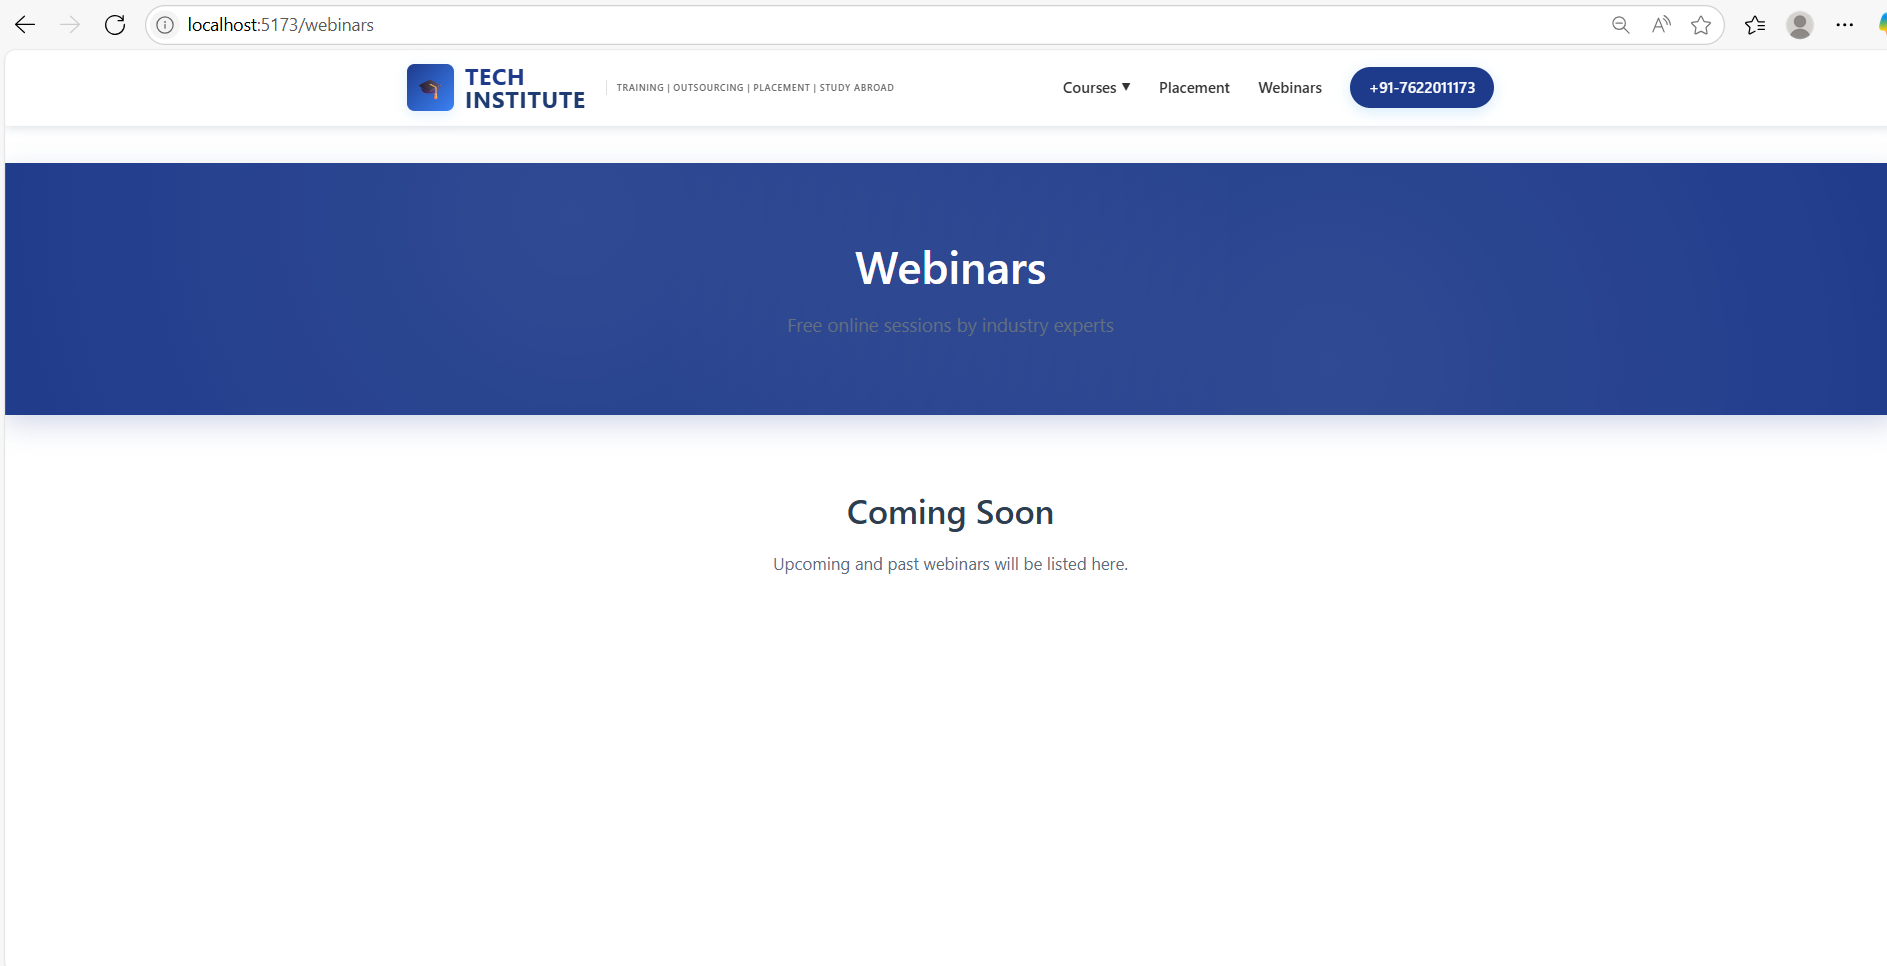 localhost:5173/webinars
TECH
INSTITUTE
TRAINING | OUTSOURCING | PLACEMENT | STUDY ABROAD
Courses ▼
Placement
Webinars
+91-7622011173
Webinars
Free online sessions by industry experts
Coming Soon
Upcoming and past webinars will be listed here.